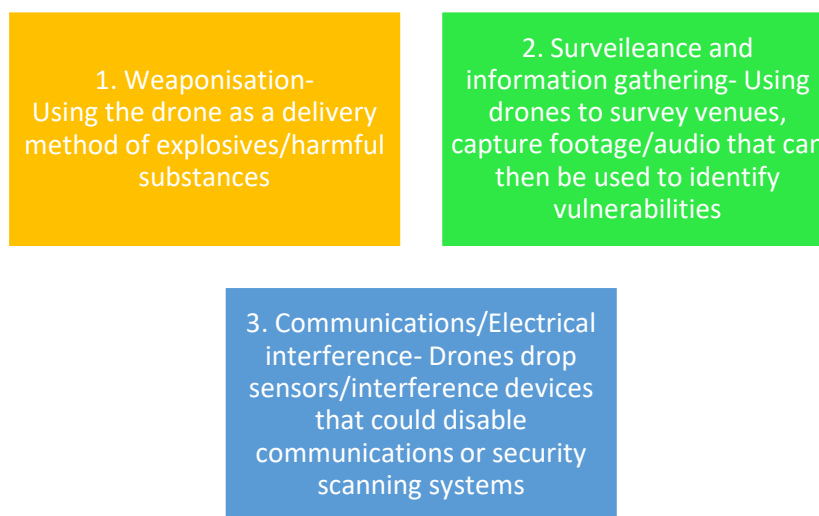 1. Weaponisation-
Using the drone as a delivery
method of explosives/harmful
substances
2. Surveileance and
information gathering- Using
drones to survey venues,
capture footage/audio that can
then be used to identify
vulnerabilities
3. Communications/Electrical
interference- Drones drop
sensors/interference devices
that could disable
communications or security
scanning systems